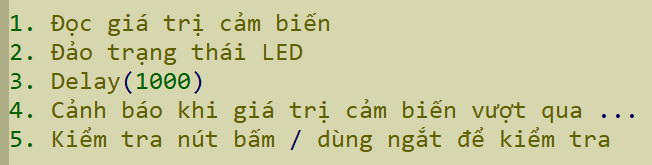 1. Đọc giá trị cảm biến
2. Đảo trạng thái LED
3. Delay(1000)
4. Cảnh báo khi giá trị cảm biến vượt qua ...
5. Kiểm tra nút bấm / dùng ngắt để kiểm tra